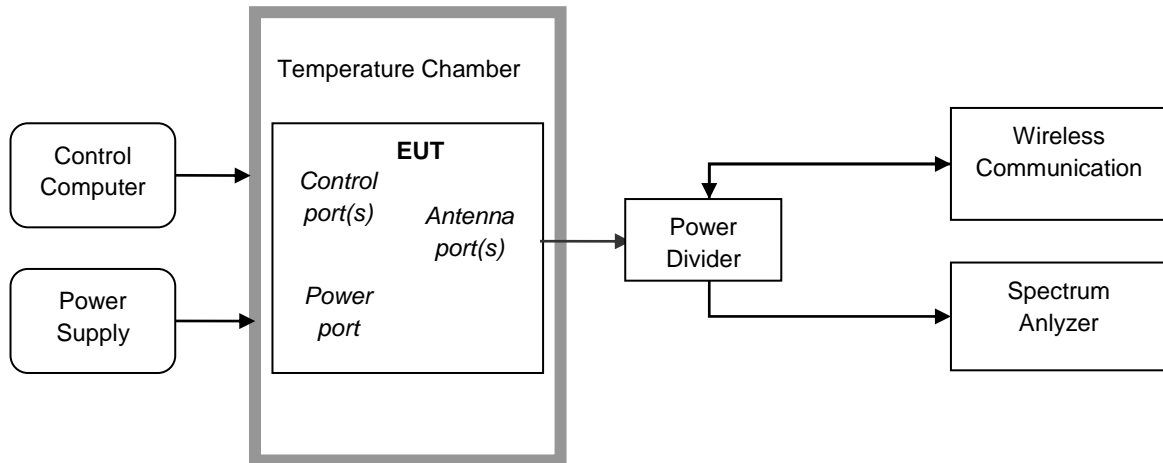 Temperature Chamber
Control
Computer
Power
Supply
EUT
Control
port(s)
Antenna
port(s)
Power
port
Power
Divider
Wireless
Communication
Spectrum
Anlyzer